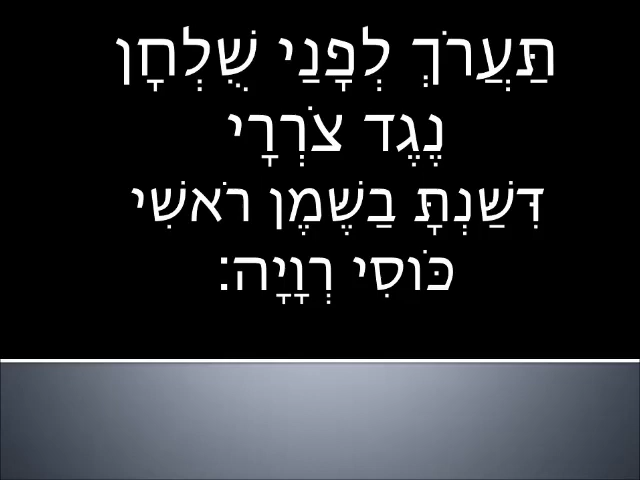 תַּעֲרֹךְ לְפָנַי שֻׁלְחָן
נֶגֶד צֹרְרָי
דִּשַּׁנְתָּ בַשֶּׁמֶן רֹאשִׁי
כּוֹסִי רְוָיָה: